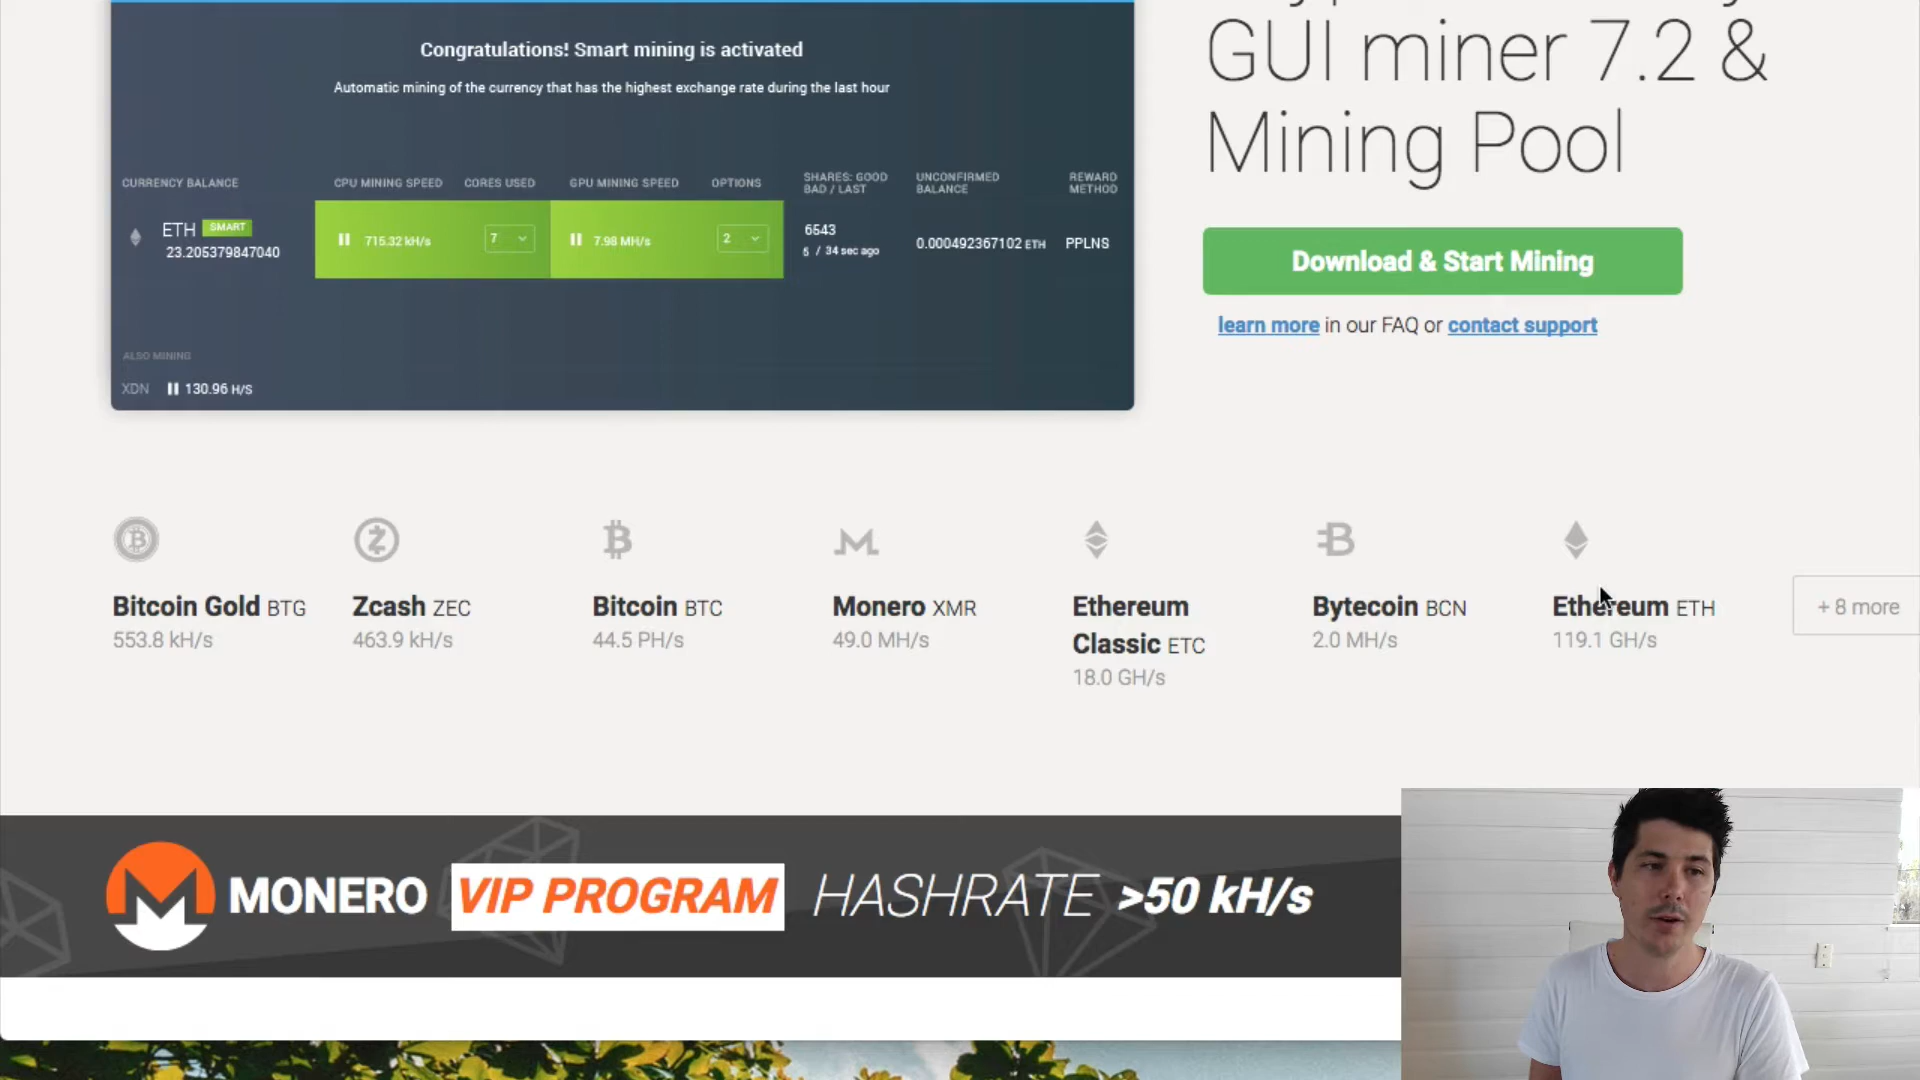 GUI miner 7.2 &
Mining Pool
Download & Start Mining
learn more in our FAQ or contact support
Congratulations! Smart mining is activated
Automatic mining of the currency that has the highest exchange rate during the last hour
CURRENCY BALANCE
CPU MINING SPEED
CORES USED
GPU MINING SPEED
OPTIONS
SHARES: GOOD
BAD / LAST
UNCONFIRMED
BALANCE
REWARD
METHOD
ETH SMART
23.205379847040
715.32 kH/s
7
7.98 MH/s
2
6543
5 / 34 sec ago
0.000492367102 ETH
PPLNS
ALSO MINING
XDN 130.96 H/S
Bitcoin Gold BTG
553.8 kH/s
Zcash ZEC
463.9 kH/s
Bitcoin BTC
44.5 PH/s
Monero XMR
49.0 MH/s
Ethereum
Classic ETC
18.0 GH/s
Bytecoin BCN
2.0 MH/s
Ethereum ETH
119.1 GH/s
+ 8 more
MONERO VIP PROGRAM HASHRATE >50 kH/s